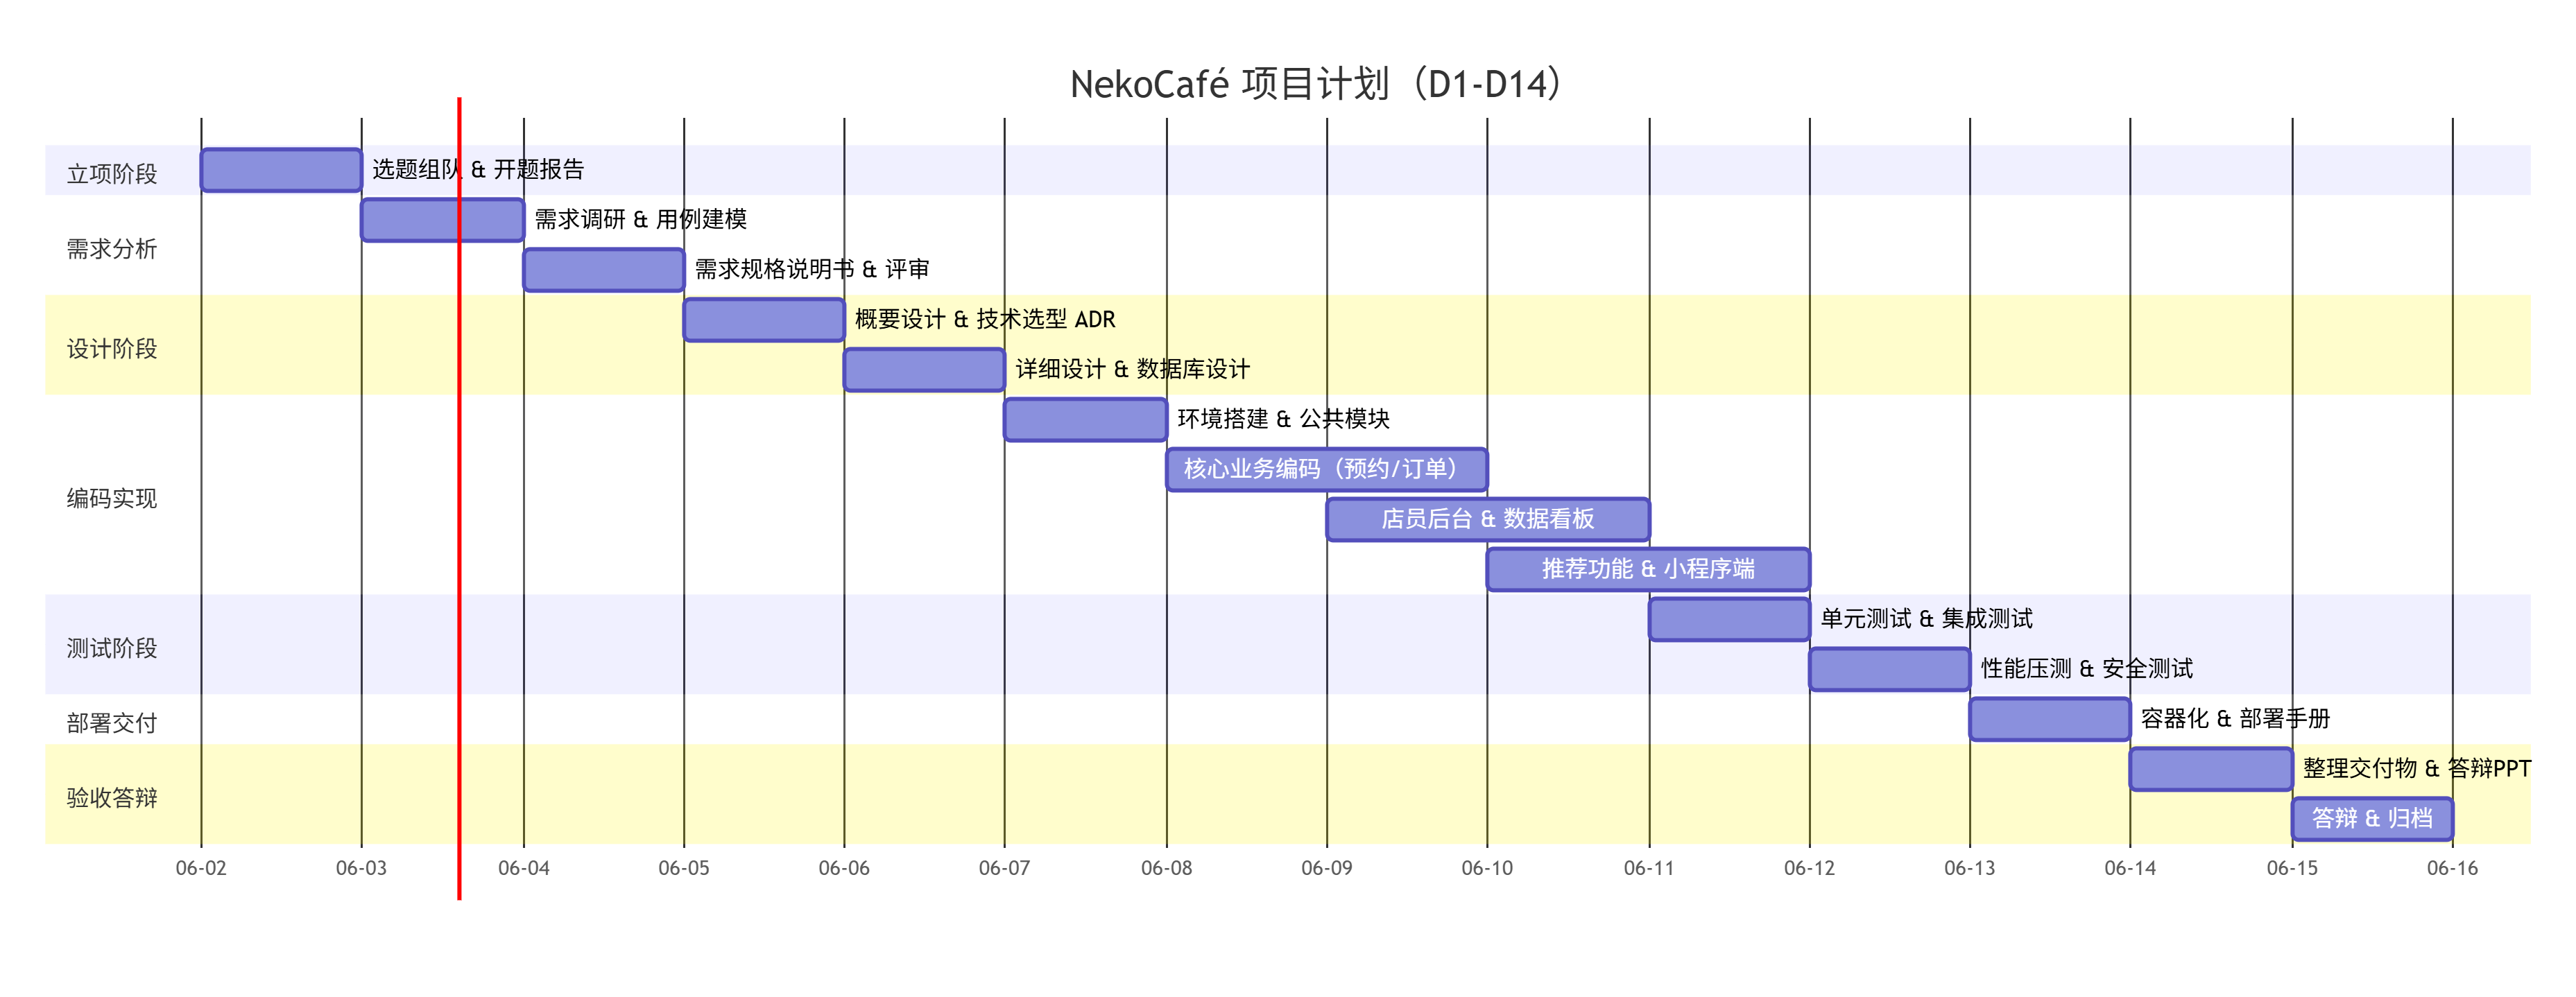 NekoCafé 项目计划（D1-D14）
立项阶段
选题组队 & 开题报告
需求分析
需求调研 & 用例建模
需求规格说明书 & 评审
设计阶段
概要设计 & 技术选型 ADR
详细设计 & 数据库设计
编码实现
环境搭建 & 公共模块
核心业务编码（预约/订单）
店员后台 & 数据看板
推荐功能 & 小程序端
测试阶段
单元测试 & 集成测试
性能压测 & 安全测试
部署交付
容器化 & 部署手册
验收答辩
整理交付物 & 答辩PPT
答辩 & 归档
06-02 06-03 06-04 06-05 06-06 06-07 06-08 06-09 06-10 06-11 06-12 06-13 06-14 06-15 06-16